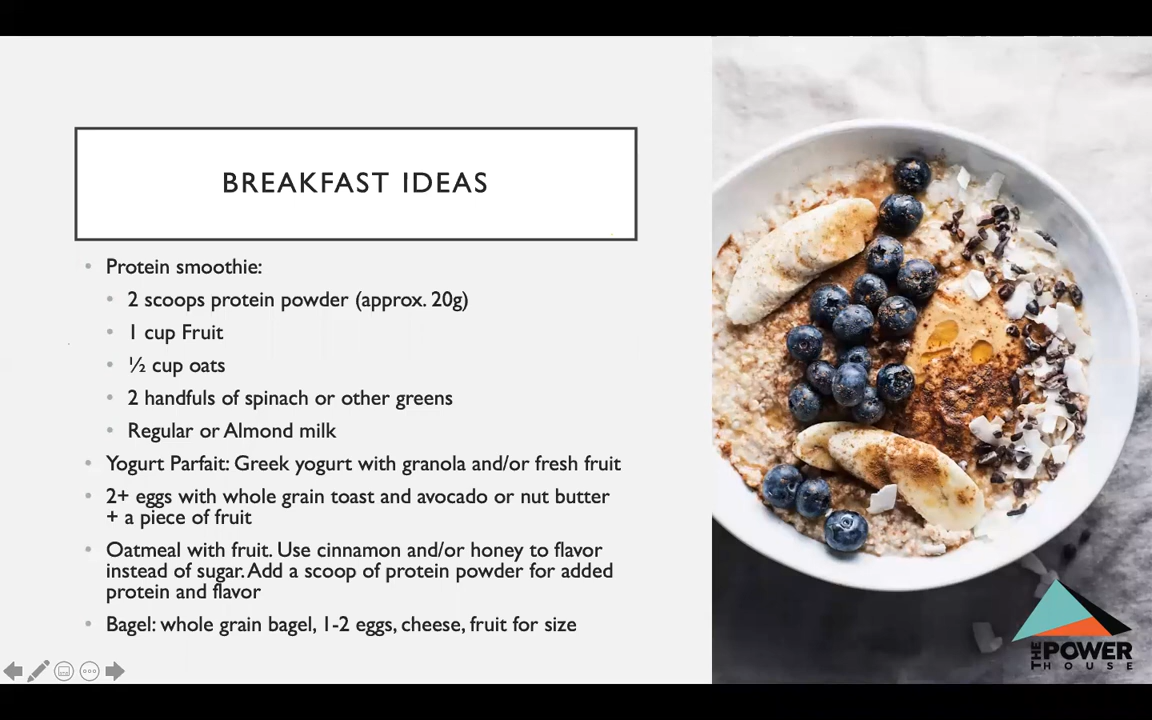 BREAKFAST IDEAS
Protein smoothie:
2 scoops protein powder (approx. 20g)
1 cup Fruit
½ cup oats
2 handfuls of spinach or other greens
Regular or Almond milk
Yogurt Parfait: Greek yogurt with granola and/or fresh fruit
2+ eggs with whole grain toast and avocado or nut butter
+ a piece of fruit
Oatmeal with fruit. Use cinnamon and/or honey to flavor
instead of sugar. Add a scoop of protein powder for added
protein and flavor
Bagel: whole grain bagel, 1-2 eggs, cheese, fruit for size
THE POWER
HOUSE